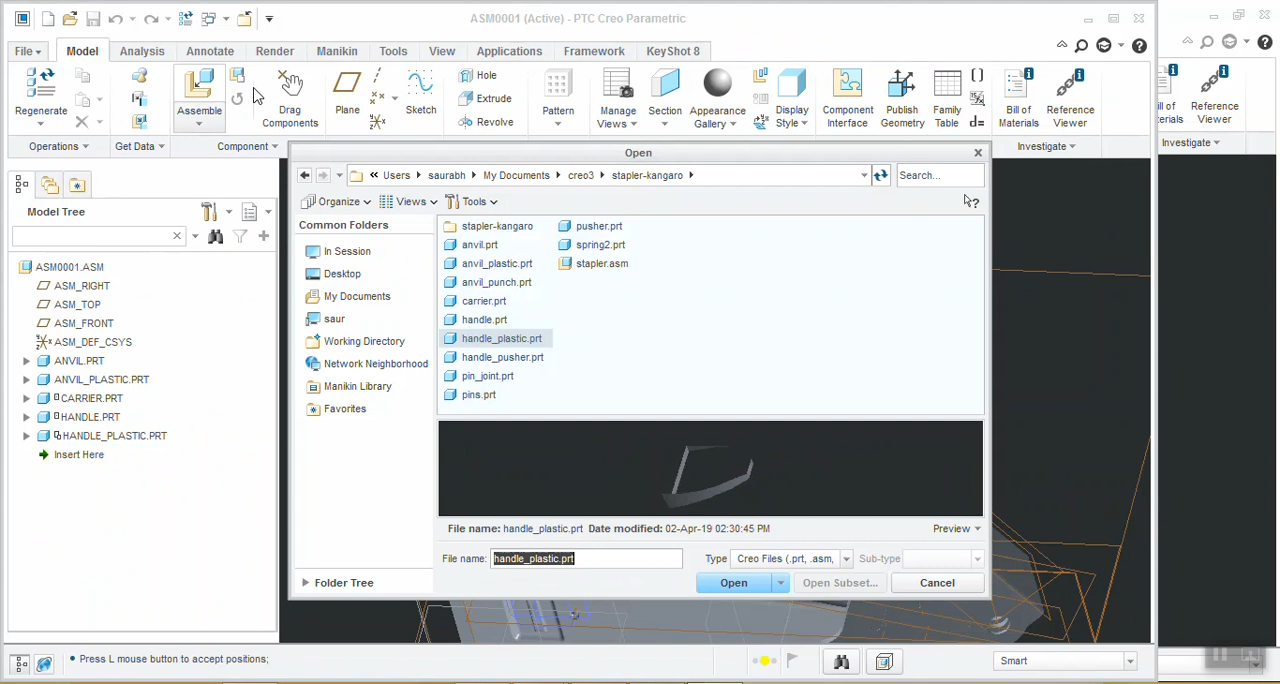 ASM0001 (Active) - PTC Creo Parametric
File
Model
Analysis
Annotate
Render
Manikin
Tools
View
Applications
Framework
KeyShot 8
Regenerate
Assemble
Drag
Components
Plane
Sketch
Hole
Extrude
Revolve
Pattern
Manage
Views
Section
Appearance
Gallery
Display
Style
Component
Interface
Publish
Geometry
Family
Table
Bill of
Materials
Reference
Viewer
Reference
Viewer
Operations
Get Data
Component
Investigate
Investigate
Model Tree
ASM0001.ASM
ASM_RIGHT
ASM_TOP
ASM_FRONT
ASM_DEF_CSYS
ANVIL.PRT
ANVIL_PLASTIC.PRT
CARRIER.PRT
HANDLE.PRT
HANDLE_PLASTIC.PRT
Insert Here
Open
Users
saurabh
My Documents
creo3
stapler-kangaro
Search...
Organize
Views
Tools
Common Folders
In Session
Desktop
My Documents
saur
Working Directory
Network Neighborhood
Manikin Library
Favorites
Folder Tree
stapler-kangaro
anvil.prt
anvil_plastic.prt
anvil_punch.prt
carrier.prt
handle.prt
handle_plastic.prt
handle_pusher.prt
pin_joint.prt
pins.prt
pusher.prt
spring2.prt
stapler.asm
File name: handle_plastic.prt Date modified: 02-Apr-19 02:30:45 PM
Preview
File name: handle_plastic.prt
Type Creo Files (.prt, .asm,
Sub-type
Open
Open Subset...
Cancel
Press L mouse button to accept positions;
Smart